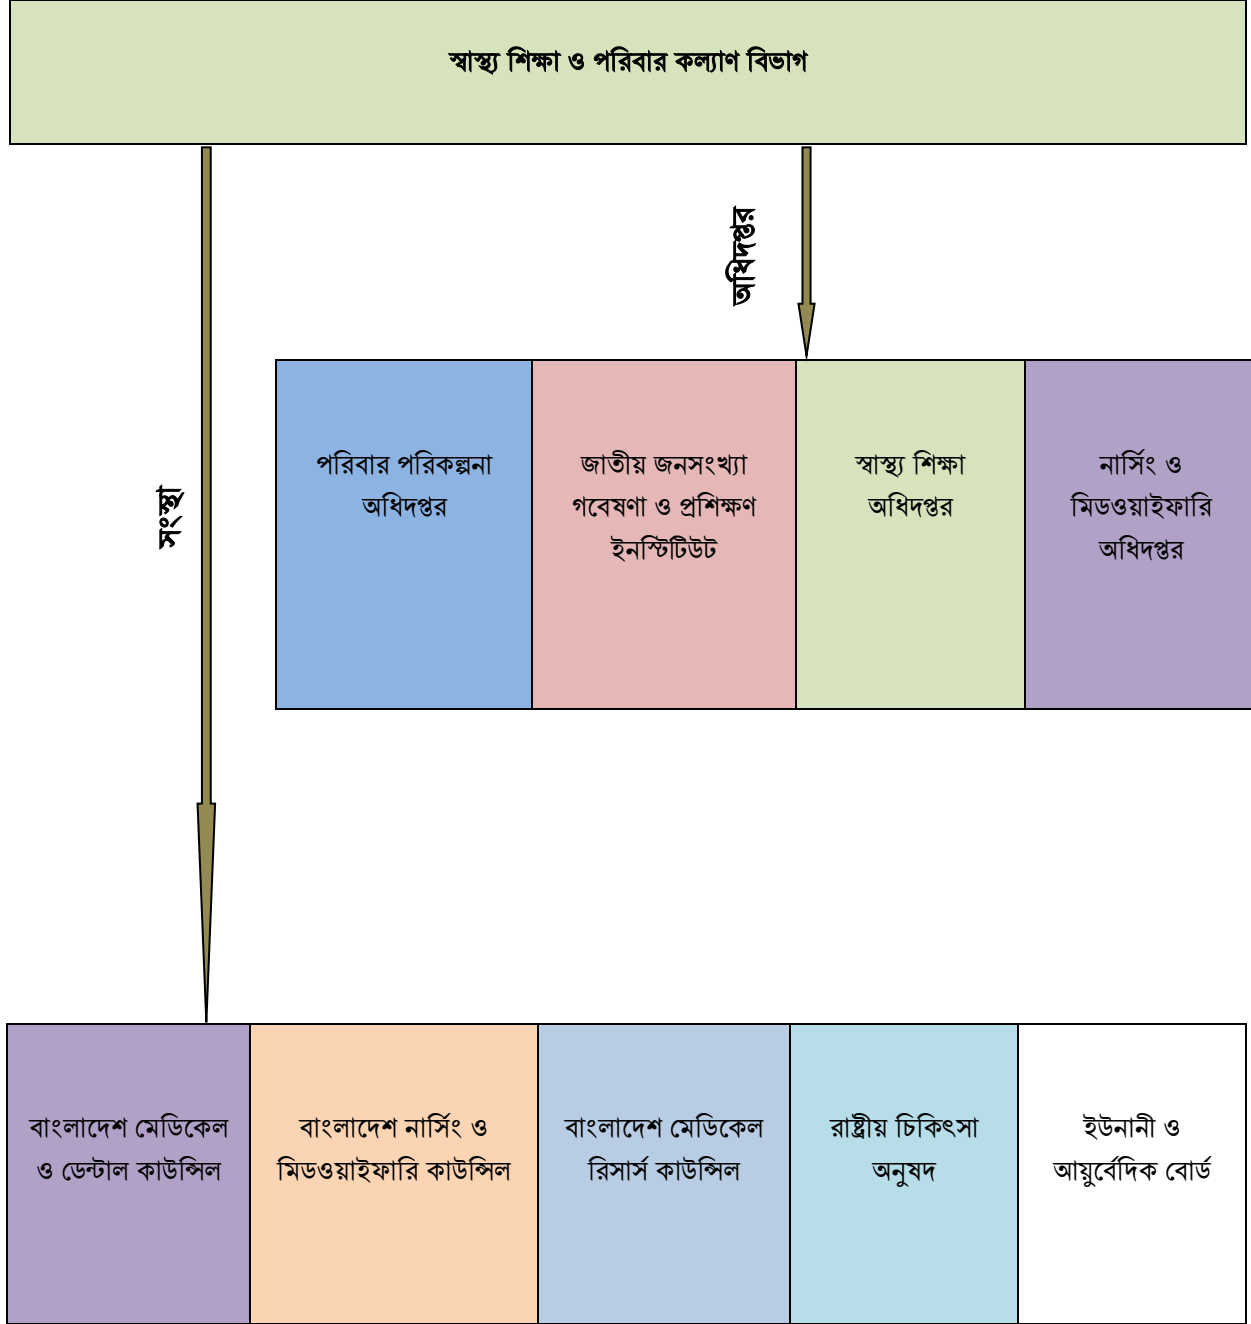 স্বাস্থ্য শিক্ষা ও পরিবার কল্যাণ বিভাগ
অধিদপ্তর
সংস্থা
পরিবার পরিকল্পনা
অধিদপ্তর
জাতীয় জনসংখ্যা
গবেষণা ও প্রশিক্ষণ
ইনস্টিটিউট
স্বাস্থ্য শিক্ষা
অধিদপ্তর
নার্সিং ও
মিডওয়াইফারি
অধিদপ্তর
বাংলাদেশ মেডিকেল
ও ডেন্টাল কাউন্সিল
বাংলাদেশ নার্সিং ও
মিডওয়াইফারি কাউন্সিল
বাংলাদেশ মেডিকেল
রিসার্স কাউন্সিল
রাষ্ট্রীয় চিকিৎসা
অনুষদ
ইউনানী ও
আয়ুর্বেদিক বোর্ড